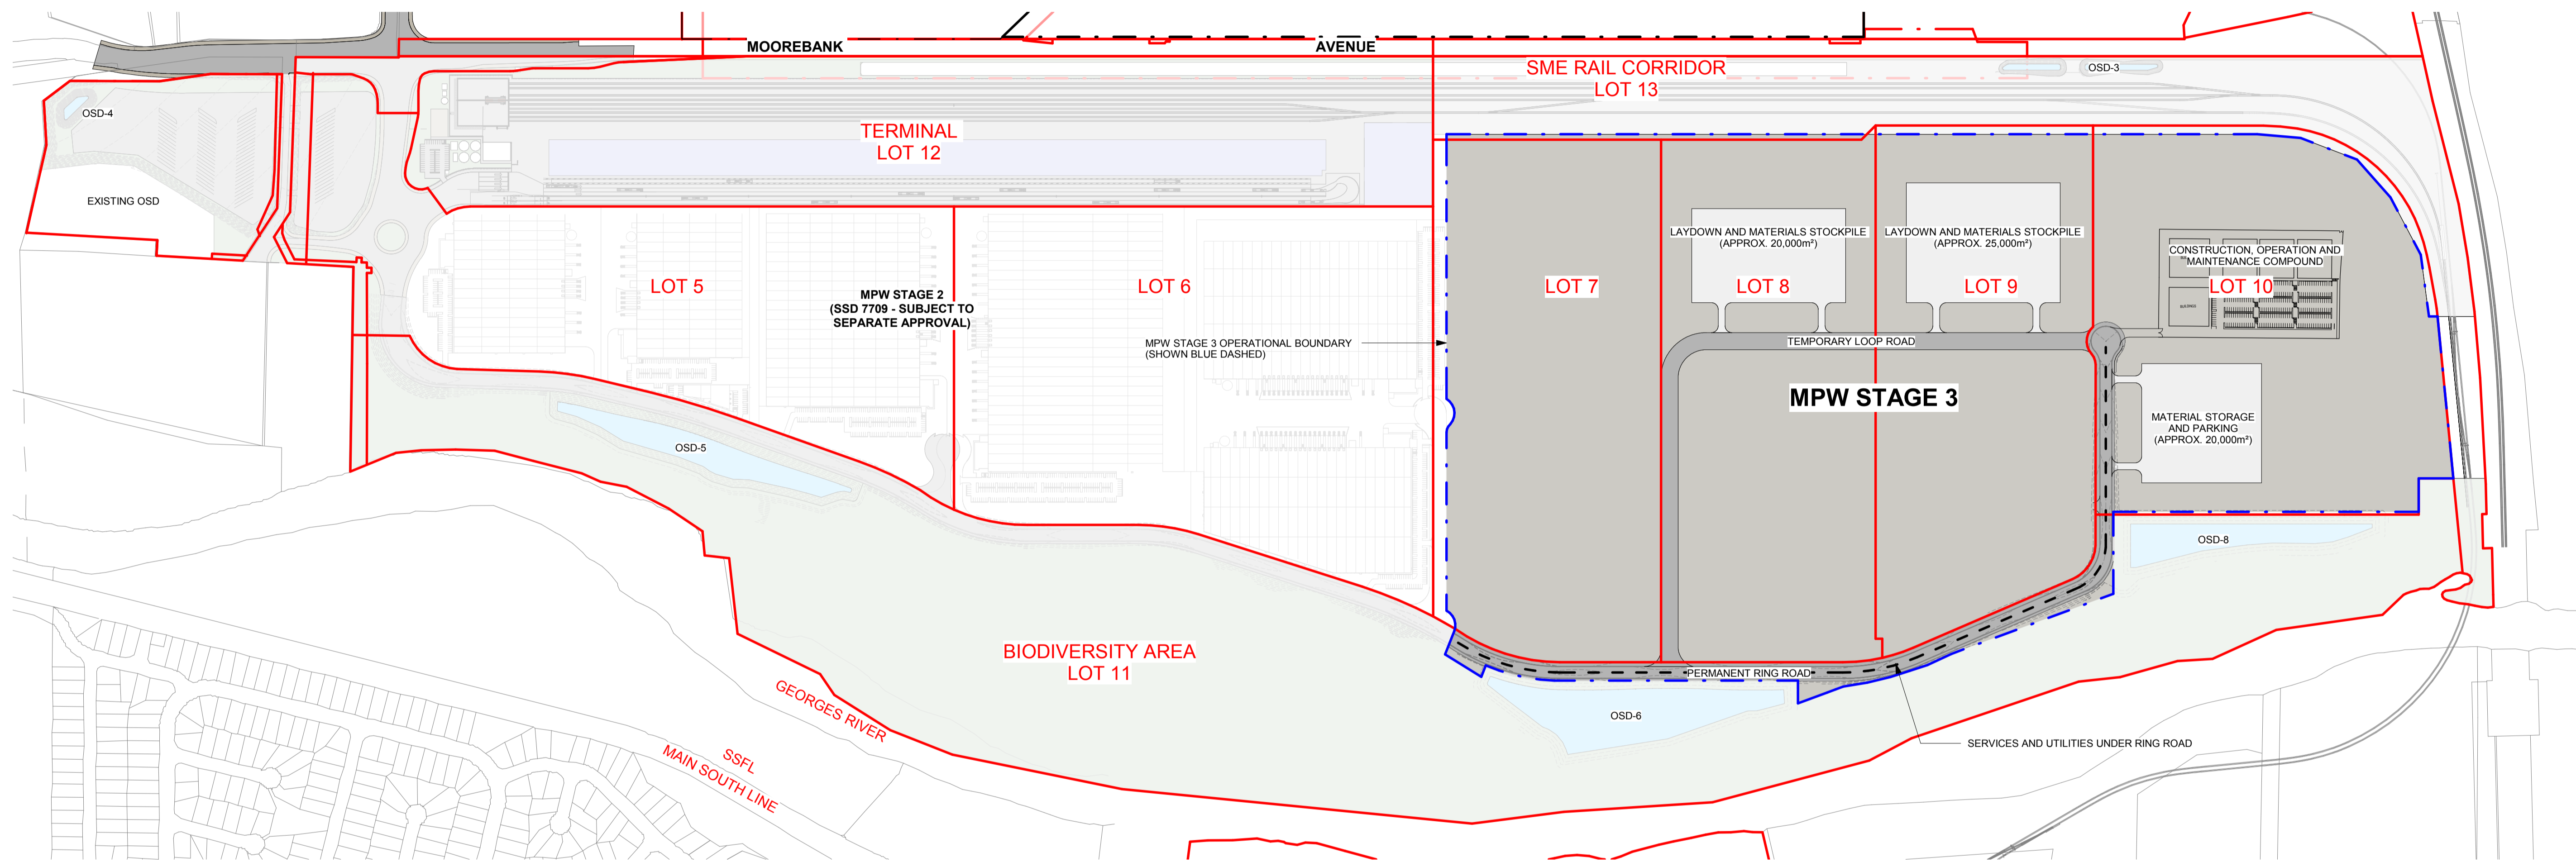 MOOREBANK
AVENUE
SME RAIL CORRIDOR
LOT 13
OSD-3
OSD-4
TERMINAL
LOT 12
EXISTING OSD
LAYDOWN AND MATERIALS STOCKPILE
(APPROX. 20,000m²)
LAYDOWN AND MATERIALS STOCKPILE
(APPROX. 25,000m²)
CONSTRUCTION, OPERATION AND
MAINTENANCE COMPOUND
LOT 5
MPW STAGE 2
(SSD 7709 - SUBJECT TO
SEPARATE APPROVAL)
LOT 6
LOT 7
LOT 8
LOT 9
LOT 10
BUILDINGS
MPW STAGE 3 OPERATIONAL BOUNDARY
(SHOWN BLUE DASHED)
TEMPORARY LOOP ROAD
MPW STAGE 3
MATERIAL STORAGE
AND PARKING
(APPROX. 20,000m²)
OSD-5
OSD-8
BIODIVERSITY AREA
LOT 11
PERMANENT RING ROAD
GEORGES RIVER
OSD-6
SERVICES AND UTILITIES UNDER RING ROAD
SSFL
MAIN SOUTH LINE